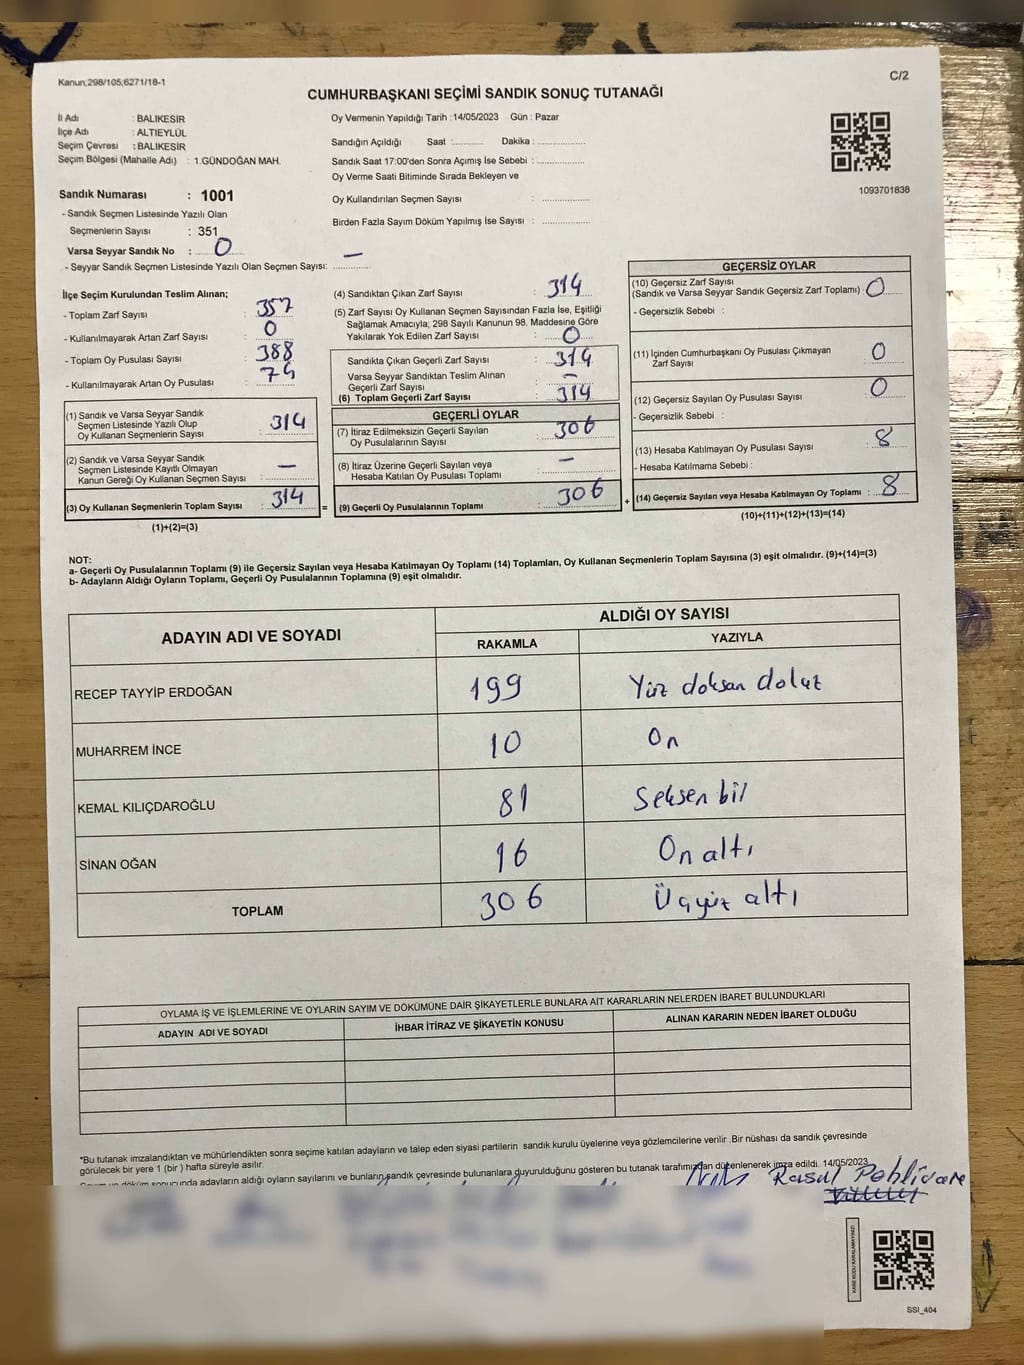 Kanun;298/105;6271/18-1
C/2
CUMHURBAŞKANI SEÇİMİ SANDIK SONUÇ TUTANAĞI
İl Adı : BALIKESİR
İlçe Adı : ALTIEYLÜL
Seçim Çevresi : BALIKESİR
Seçim Bölgesi (Mahalle Adı) : 1.GÜNDOĞAN MAH.
Oy Vermenin Yapıldığı Tarih :14/05/2023 Gün : Pazar
Sandığın Açıldığı Saat :........... Dakika :.................
Sandık Saat 17:00'den Sonra Açımış İse Sebebi :.................
Oy Verme Saati Bitiminde Sırada Bekleyen ve
Oy Kullandırılan Seçmen Sayısı : .................
Birden Fazla Sayım Döküm Yapılmış İse Sayısı : .................
1093701838
Sandık Numarası : 1001
- Sandık Seçmen Listesinde Yazılı Olan
Seçmenlerin Sayısı : 351
Varsa Seyyar Sandık No : 0
- Seyyar Sandık Seçmen Listesinde Yazılı Olan Seçmen Sayısı: —
İlçe Seçim Kurulundan Teslim Alınan;
- Toplam Zarf Sayısı : 357
- Kullanılmayarak Artan Zarf Sayısı : 0
- Toplam Oy Pusulası Sayısı : 388
- Kullanılmayarak Artan Oy Pusulası : 74
(1) Sandık ve Varsa Seyyar Sandık
Seçmen Listesinde Yazılı Olup
Oy Kullanan Seçmenlerin Sayısı : 314
(2) Sandık ve Varsa Seyyar Sandık
Seçmen Listesinde Kayıtlı Olmayan
Kanun Gereği Oy Kullanan Seçmen Sayısı : —
(3) Oy Kullanan Seçmenlerin Toplam Sayısı : 314
(1)+(2)=(3)
(4) Sandıktan Çıkan Zarf Sayısı : 314
(5) Zarf Sayısı Oy Kullanan Seçmen Sayısından Fazla İse, Eşitliği
Sağlamak Amacıyla; 298 Sayılı Kanunun 98. Maddesine Göre
Yakılarak Yok Edilen Zarf Sayısı : 0
Sandıkta Çıkan Geçerli Zarf Sayısı : 314
Varsa Seyyar Sandıktan Teslim Alınan
Geçerli Zarf Sayısı : —
(6) Toplam Geçerli Zarf Sayısı : 314
GEÇERLİ OYLAR
(7) İtiraz Edilmeksizin Geçerli Sayılan
Oy Pusulalarının Sayısı : 306
(8) İtiraz Üzerine Geçerli Sayılan veya
Hesaba Katılan Oy Pusulası Toplamı : —
= (9) Geçerli Oy Pusulalarının Toplamı : 306
GEÇERSİZ OYLAR
(10) Geçersiz Zarf Sayısı
(Sandık ve Varsa Seyyar Sandık Geçersiz Zarf Toplamı) : 0
- Geçersizlik Sebebi :
(11) İçinden Cumhurbaşkanı Oy Pusulası Çıkmayan
Zarf Sayısı : 0
(12) Geçersiz Sayılan Oy Pusulası Sayısı : 0
- Geçersizlik Sebebi :
(13) Hesaba Katılmayan Oy Pusulası Sayısı : 8
- Hesaba Katılmama Sebebi :
+ (14) Geçersiz Sayılan veya Hesaba Katılmayan Oy Toplamı : 8
(10)+(11)+(12)+(13)=(14)
NOT:
a- Geçerli Oy Pusulalarının Toplamı (9) ile Geçersiz Sayılan veya Hesaba Katılmayan Oy Toplamı (14) Toplamları, Oy Kullanan Seçmenlerin Toplam Sayısına (3) eşit olmalıdır. (9)+(14)=(3)
b- Adayların Aldığı Oyların Toplamı, Geçerli Oy Pusulalarının Toplamına (9) eşit olmalıdır.
ADAYIN ADI VE SOYADI
ALDIĞI OY SAYISI
RAKAMLA YAZIYLA
RECEP TAYYİP ERDOĞAN 199 Yüz doksan dokuz
MUHARREM İNCE 10 On
KEMAL KILIÇDAROĞLU 81 Seksen bir
SİNAN OĞAN 16 On altı
TOPLAM 306 Üçyüz altı
OYLAMA İŞ VE İŞLEMLERİNE VE OYLARIN SAYIM VE DÖKÜMÜNE DAİR ŞİKAYETLERLE BUNLARA AİT KARARLARIN NELERDEN İBARET BULUNDUKLARI
ADAYIN ADI VE SOYADI İHBAR İTİRAZ VE ŞİKAYETİN KONUSU ALINAN KARARIN NEDEN İBARET OLDUĞU
*Bu tutanak imzalandıktan ve mühürlendikten sonra seçime katılan adayların ve talep eden siyasi partilerin sandık kurulu üyelerine veya gözlemcilerine verilir .Bir nüshası da sandık çevresinde
görülecek bir yere 1 (bir ) hafta süreyle asılır.
Sayım ve döküm sonucunda adayların aldığı oyların sayılarını ve bunların sandık çevresinde bulunanlara duyurulduğunu gösteren bu tutanak tarafımızdan düzenlenerek imza edildi. 14/05/2023
Rasul Pehlivan
SSI_404